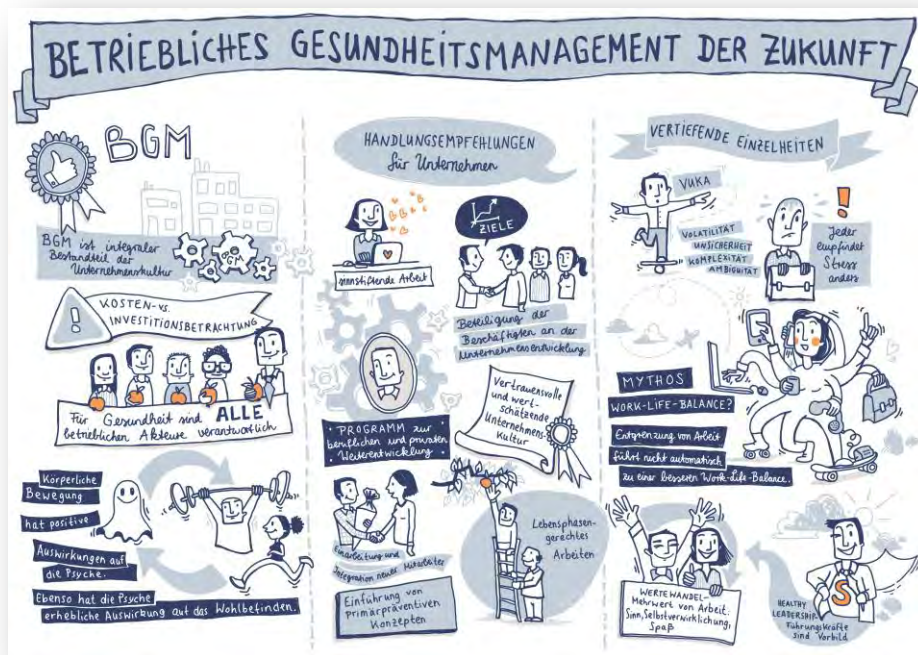 BETRIEBLICHES GESUNDHEITSMANAGEMENT DER ZUKUNFT
BGM
BGM ist integraler
Bestandteil der
Unternehmenskultur
BGM
KOSTEN- vs.
INVESTITIONSBETRACHTUNG
Für Gesundheit sind ALLE
betrieblichen Akteure verantwortlich
Körperliche
Bewegung
hat positive
Auswirkungen auf
die Psyche.
Ebenso hat die Psyche
erhebliche Auswirkung auf das Wohlbefinden.
HANDLUNGSEMPFEHLUNGEN
für Unternehmen
sinnstiftende Arbeit
ZIELE
Beteiligung der
Beschäftigten an der
Unternehmensentwicklung
• PROGRAMM zur
beruflichen und privaten
Weiterentwicklung •
Vertrauensvolle
und wert-
schätzende
Unternehmens-
Kultur
Einarbeitung und
Integration neuer Mitarbeiter
Einführung von
primärpräventiven
Konzepten
Lebensphasen-
gerechtes
Arbeiten
VERTIEFENDE EINZELHEITEN
VUKA
VOLATILITÄT
UNSICHERHEIT
KOMPLEXITÄT
AMBIGUITÄT
!
Jeder
empfindet
Stress
anders
MYTHOS
WORK-LIFE-BALANCE?
Entgrenzung von Arbeit
führt nicht automatisch
zu einer besseren Work-Life-Balance.
WERTEWANDEL-
Mehrwert von Arbeit:
Sinn, Selbstverwirklichung,
Spaß
S
HEALTHY
LEADERSHIP-
Führungskräfte
sind Vorbild